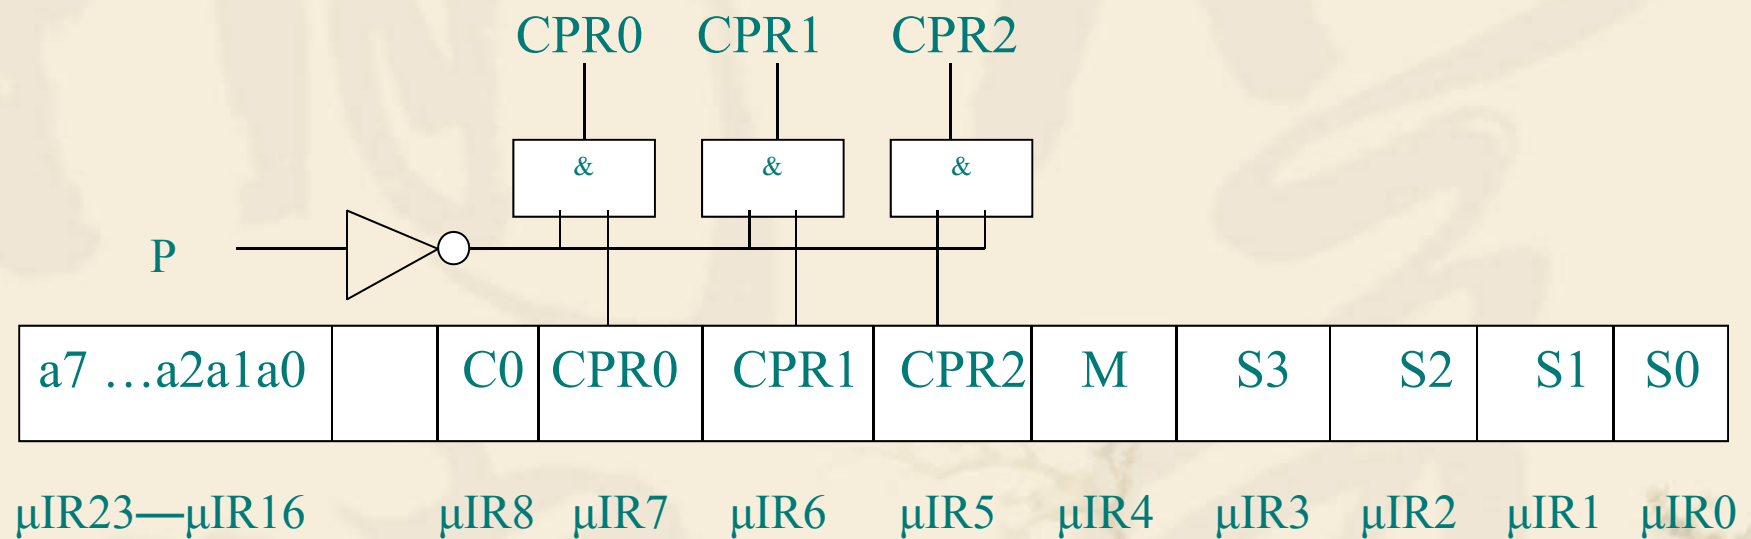 CPR0 CPR1 CPR2
& & &
P
a7 …a2a1a0 C0 CPR0 CPR1 CPR2 M S3 S2 S1 S0
μIR23—μIR16 μIR8 μIR7 μIR6 μIR5 μIR4 μIR3 μIR2 μIR1 μIR0